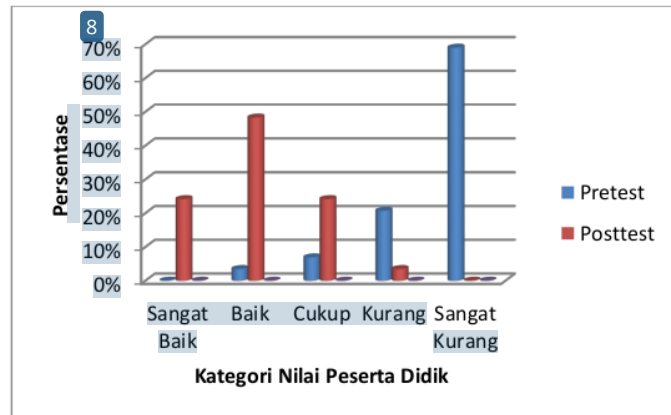 8
70%
60%
50%
40%
30%
20%
10%
0%
Persentase
Sangat Baik
Baik
Cukup
Kurang
Sangat Kurang
Kategori Nilai Peserta Didik
Pretest
Posttest